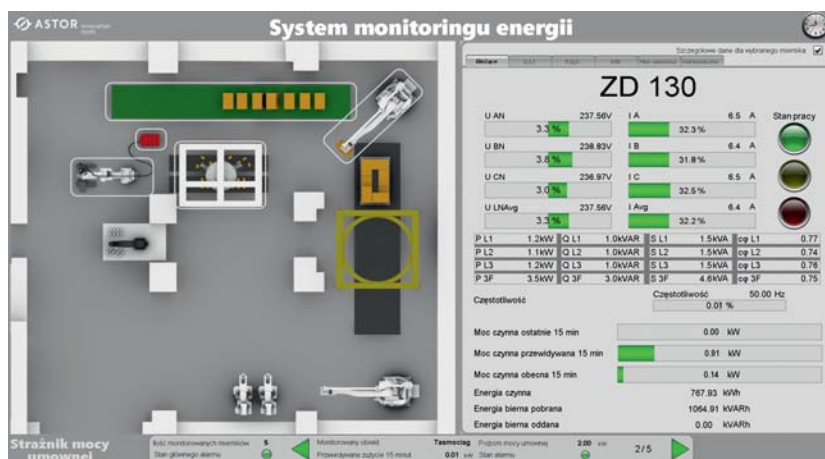 ASTOR
System monitoringu energii
Szczegółowe dane dla wybranego miernika
Bieżące
ZD 130
U AN 237.56V I A 6.5 A Stan pracy
3.3 % 32.3 %
U BN 238.83V I B 6.4 A
3.8 % 31.8 %
U CN 236.97V I C 6.5 A
3.0 % 32.5 %
U LNAvg 237.56V I Avg 6.4 A
3.3 % 32.2 %
P L1 1.2kW Q L1 1.0kVAR S L1 1.5kVA cφ L1 0.77
P L2 1.1kW Q L2 1.0kVAR S L2 1.5kVA cφ L2 0.74
P L3 1.2kW Q L3 1.0kVAR S L3 1.5kVA cφ L3 0.76
P 3F 3.5kW Q 3F 3.0kVAR S 3F 4.6kVA cφ 3F 0.75
Częstotliwość Częstotliwość 50.00 Hz
0.01 %
Moc czynna ostatnie 15 min 0.00 kW
Moc czynna przewidywana 15 min 0.91 kW
Moc czynna obecna 15 min 0.14 kW
Energia czynna 767.93 kWh
Energia bierna pobrana 1064.91 kVARh
Energia bierna oddana 0.00 kVARh
Strażnik mocy umownej
Ilość monitorowanych mierników 5 Monitorowany obiekt Tasmociag Poziom mocy umownej 2.00 kW 2/5
Stan głównego alarmu Przewidywane zużycie 15 minut 0.01 kW Stan alarmu